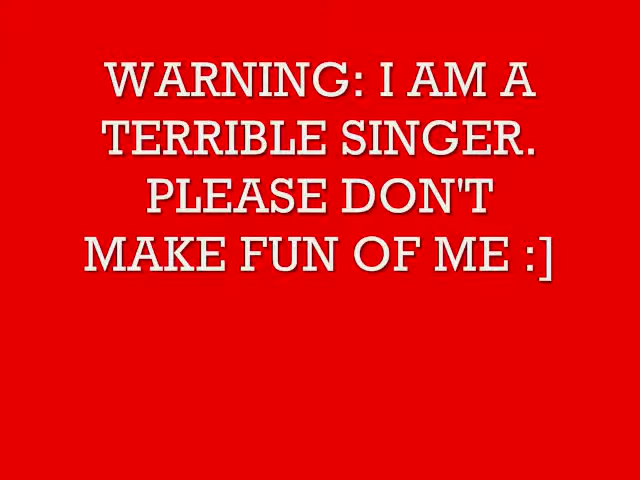 WARNING: I AM A
TERRIBLE SINGER.
PLEASE DON'T
MAKE FUN OF ME :]